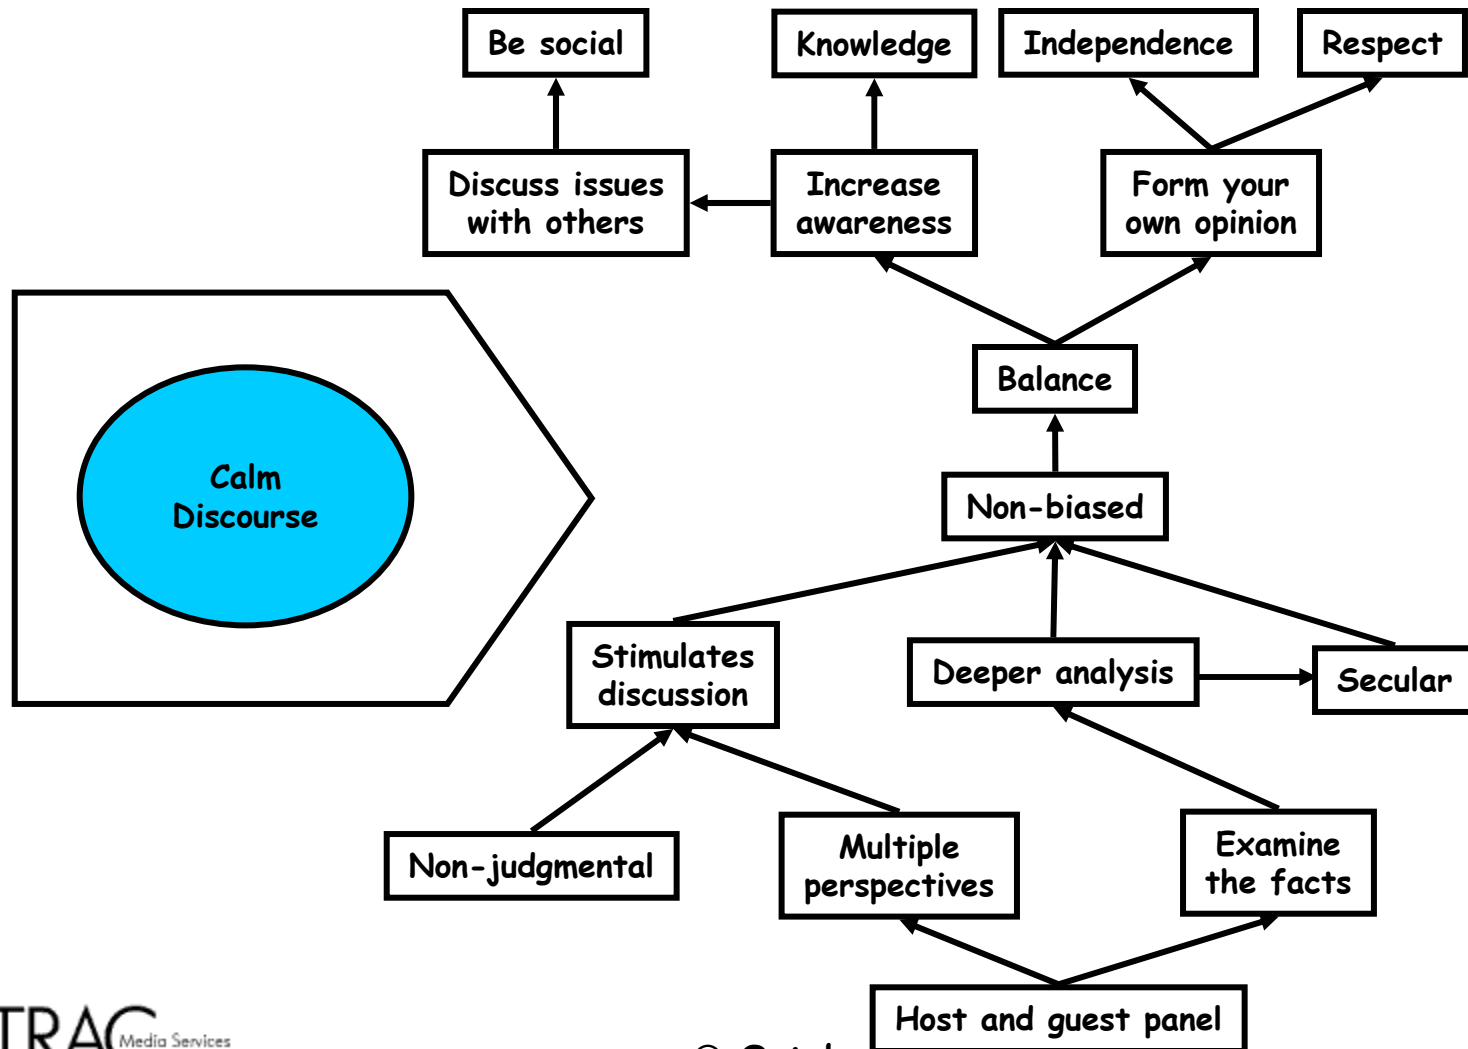 Be social
Knowledge
Independence
Respect
Discuss issues
with others
Increase
awareness
Form your
own opinion
Balance
Calm
Discourse
Non-biased
Stimulates
discussion
Deeper analysis
Secular
Non-judgmental
Multiple
perspectives
Examine
the facts
Host and guest panel
TRAC
Media Services